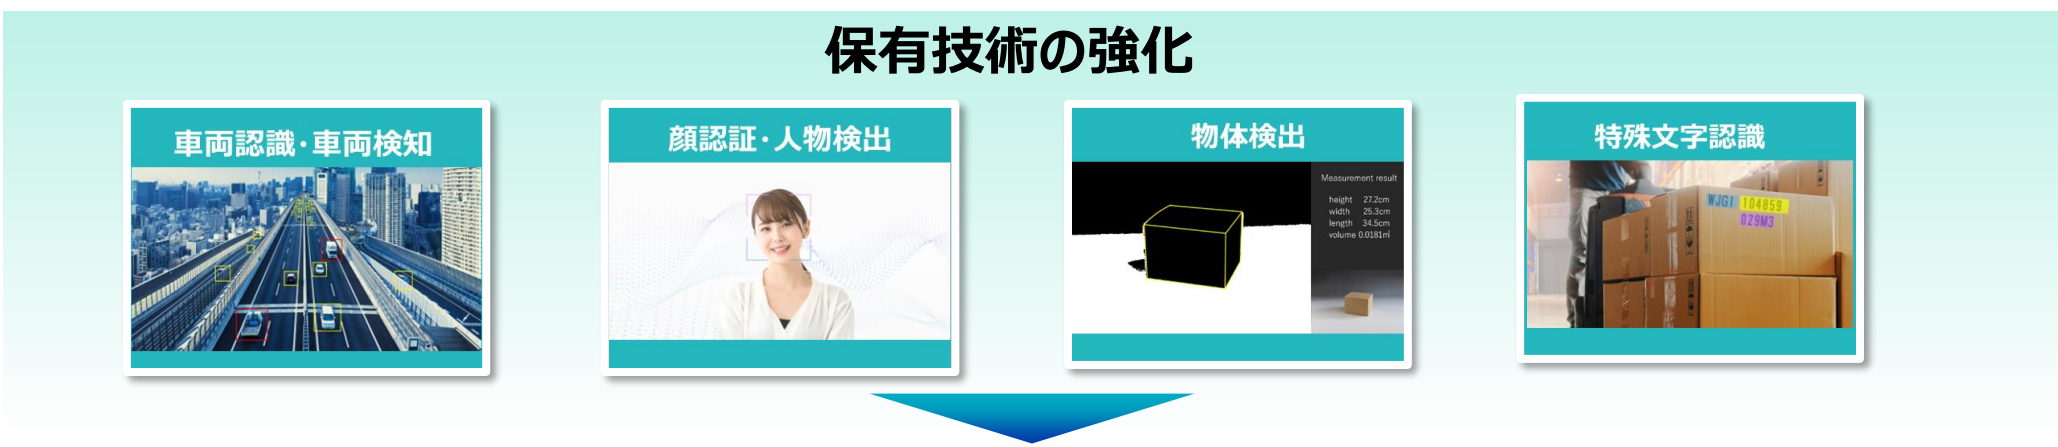 保有技術の強化
車両認識・車両検知
顔認証・人物検出
物体検出
Measurement result
height 27.2cm
width 25.3cm
length 34.5cm
volume 0.0181㎥
特殊文字認識
WJGI 104859
029M3